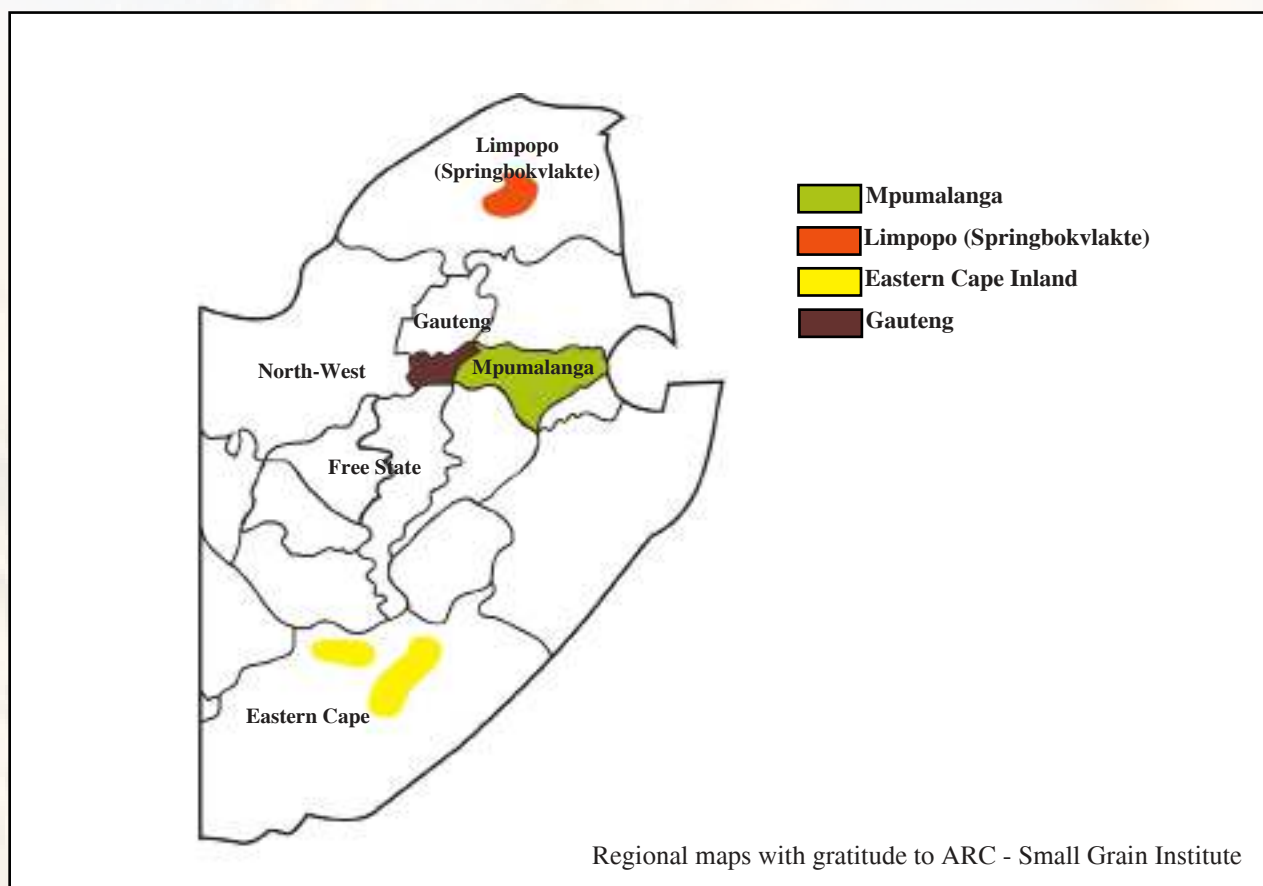 Limpopo
(Springbokvlakte)
Gauteng
North-West
Mpumalanga
Free State
Eastern Cape
Mpumalanga
Limpopo (Springbokvlakte)
Eastern Cape Inland
Gauteng
Regional maps with gratitude to ARC - Small Grain Institute